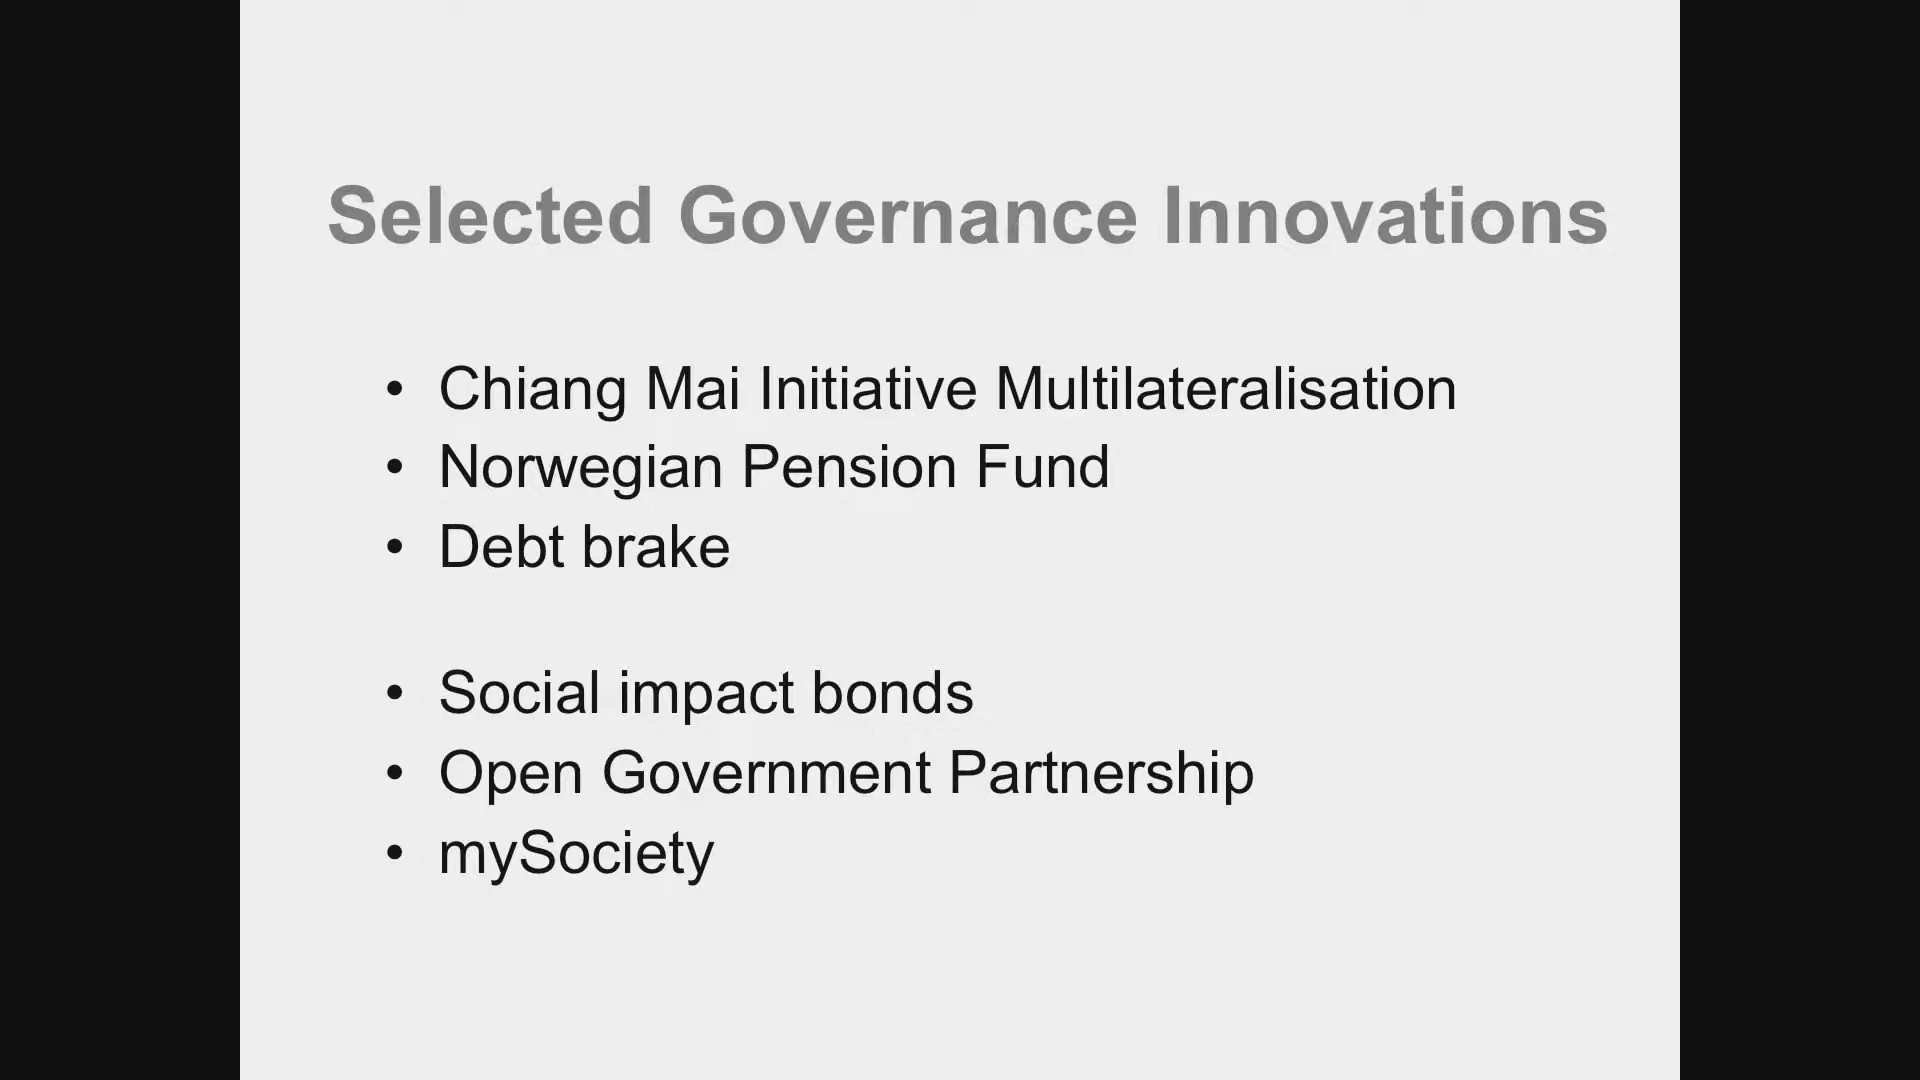 Selected Governance Innovations
• Chiang Mai Initiative Multilateralisation
• Norwegian Pension Fund
• Debt brake
• Social impact bonds
• Open Government Partnership
• mySociety